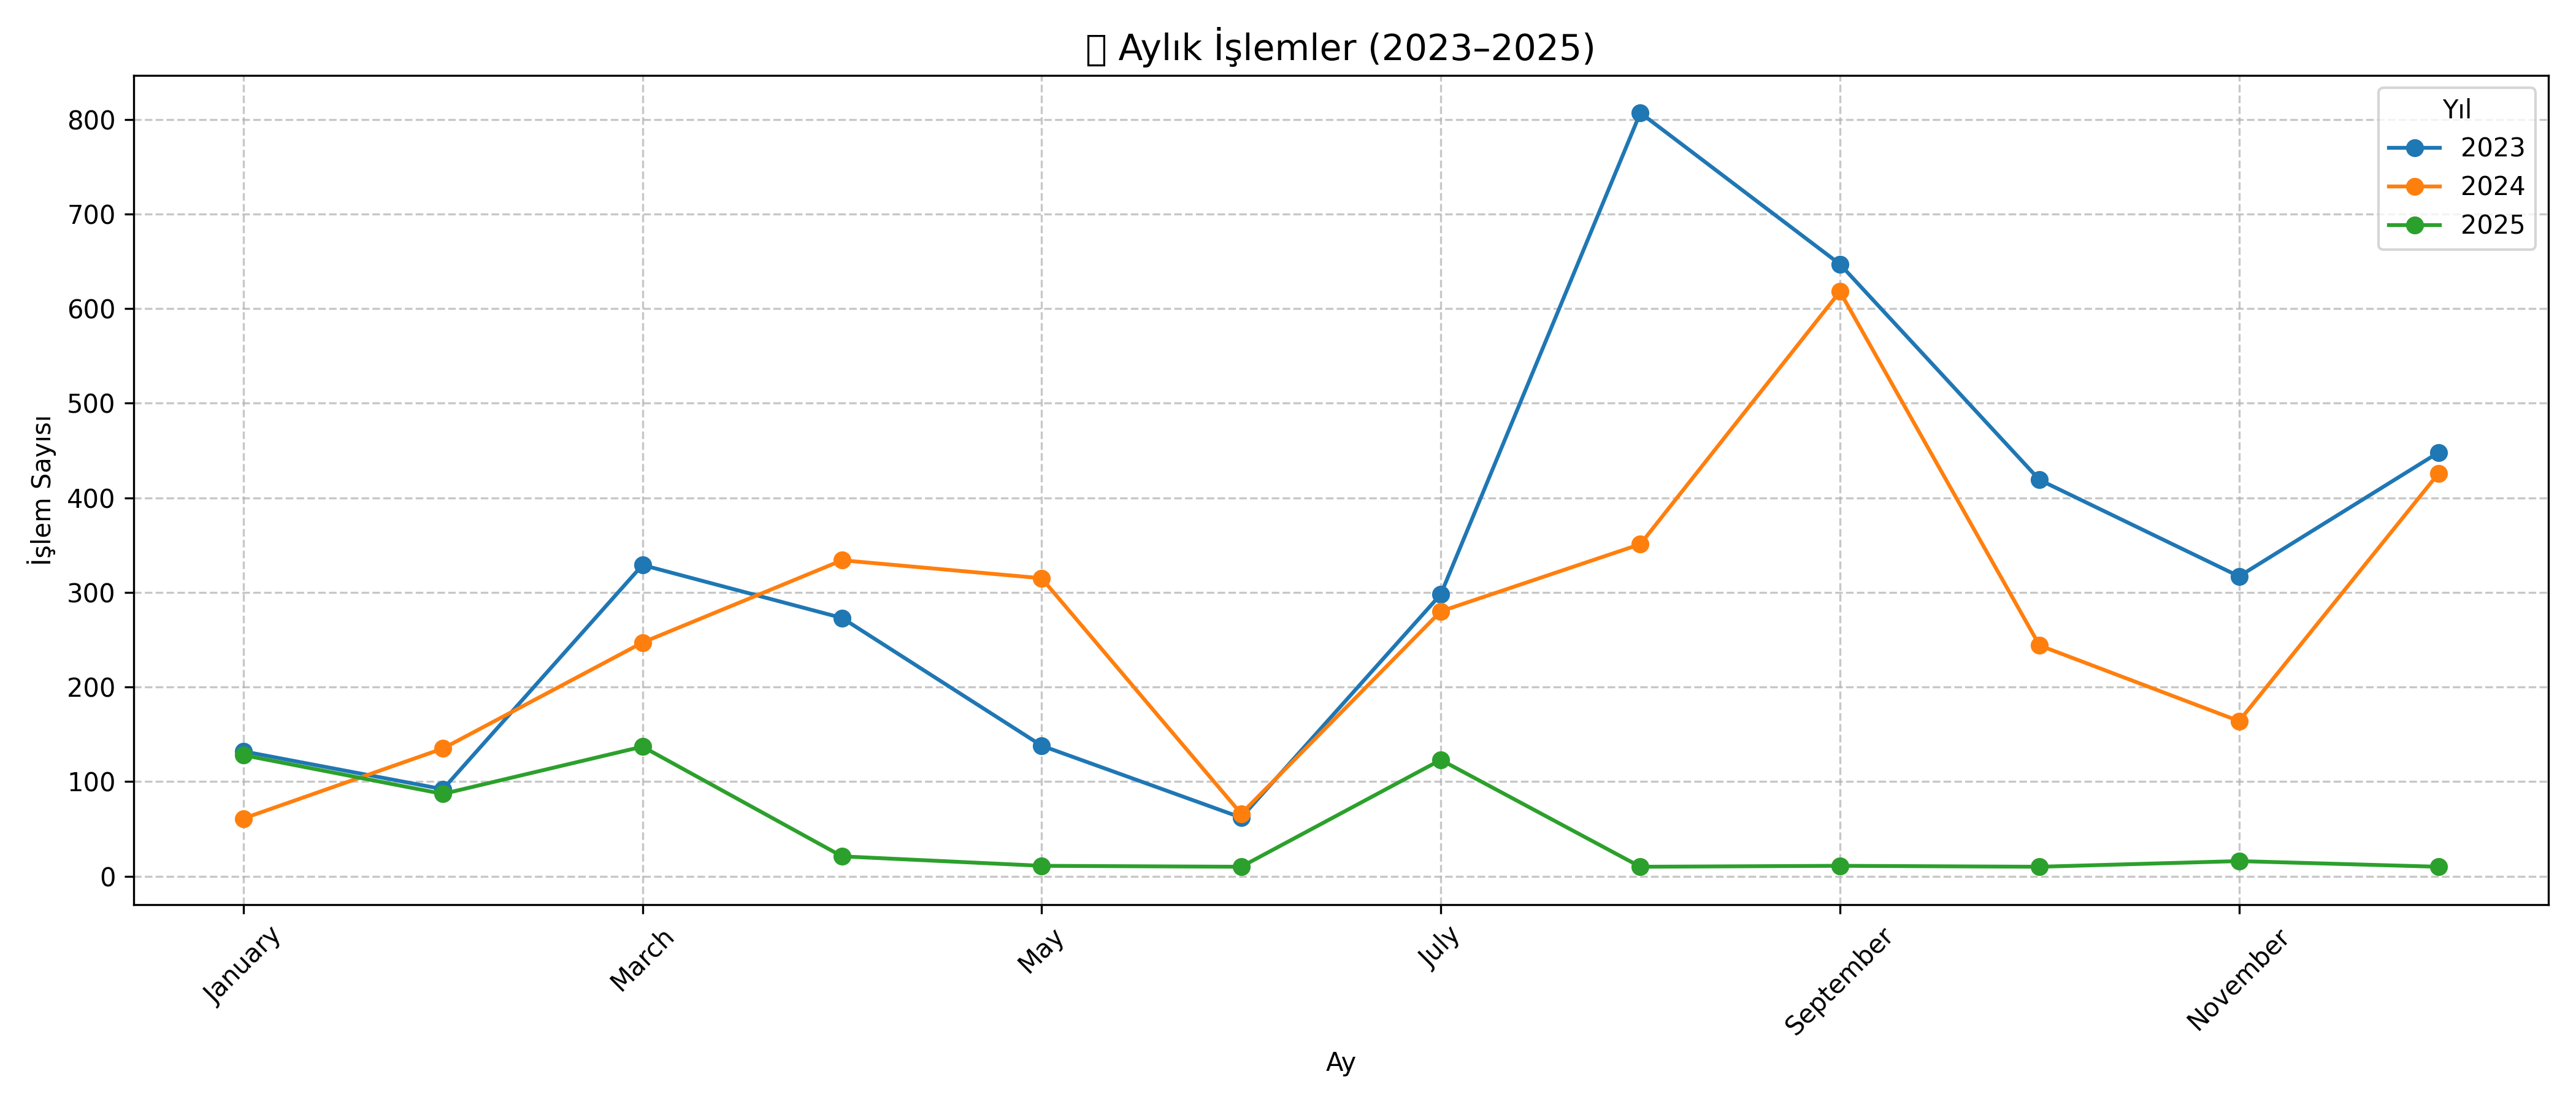 Aylık İşlemler (2023–2025)
Yıl
2023
2024
2025
İşlem Sayısı
800
700
600
500
400
300
200
100
0
January
March
May
July
September
November
Ay